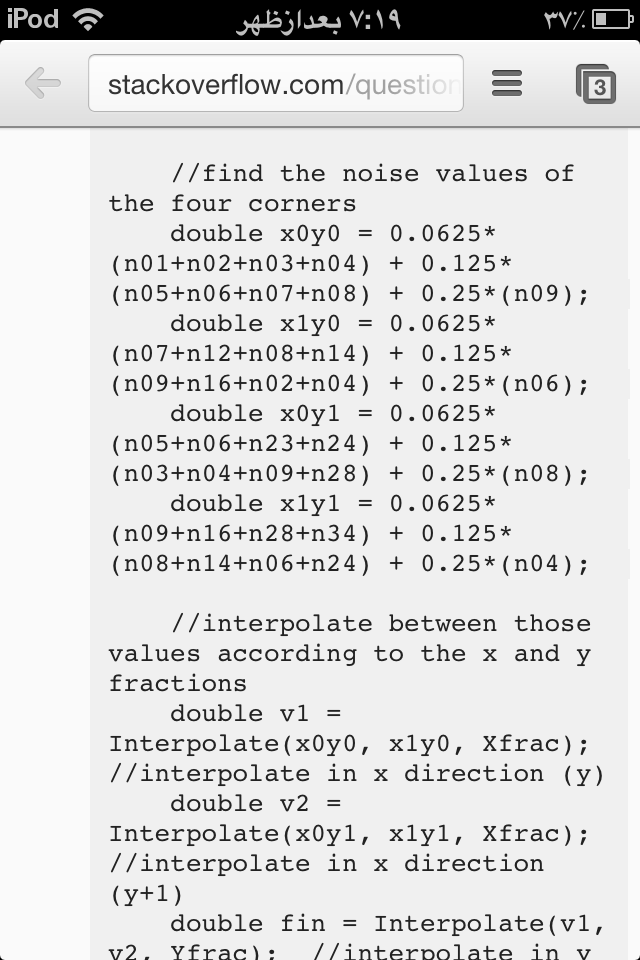 iPod ۷:۱۹ بعدازظهر ۳۷٪
stackoverflow.com/question
3
//find the noise values of
the four corners
double x0y0 = 0.0625*
(n01+n02+n03+n04) + 0.125*
(n05+n06+n07+n08) + 0.25*(n09);
double x1y0 = 0.0625*
(n07+n12+n08+n14) + 0.125*
(n09+n16+n02+n04) + 0.25*(n06);
double x0y1 = 0.0625*
(n05+n06+n23+n24) + 0.125*
(n03+n04+n09+n28) + 0.25*(n08);
double x1y1 = 0.0625*
(n09+n16+n28+n34) + 0.125*
(n08+n14+n06+n24) + 0.25*(n04);
//interpolate between those
values according to the x and y
fractions
double v1 =
Interpolate(x0y0, x1y0, Xfrac);
//interpolate in x direction (y)
double v2 =
Interpolate(x0y1, x1y1, Xfrac);
//interpolate in x direction
(y+1)
double fin = Interpolate(v1,
v2, Yfrac);  //interpolate in y